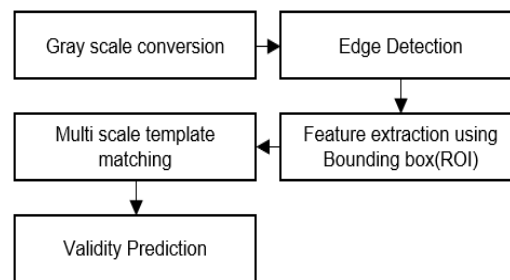 Gray scale conversion
Edge Detection
Feature extraction using
Bounding box(ROI)
Multi scale template
matching
Validity Prediction